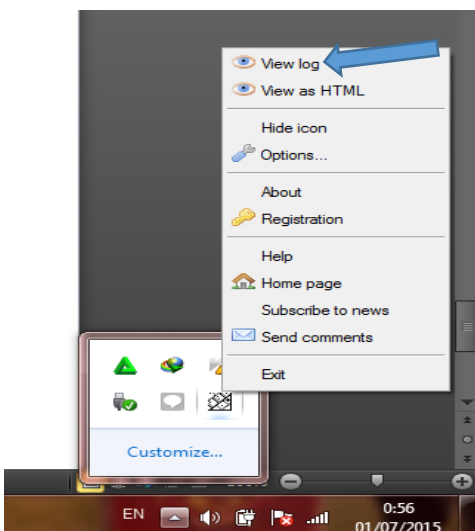 View log
View as HTML
Hide icon
Options...
About
Registration
Help
Home page
Subscribe to news
Send comments
Exit
Customize...
EN
0:56
01/07/2015